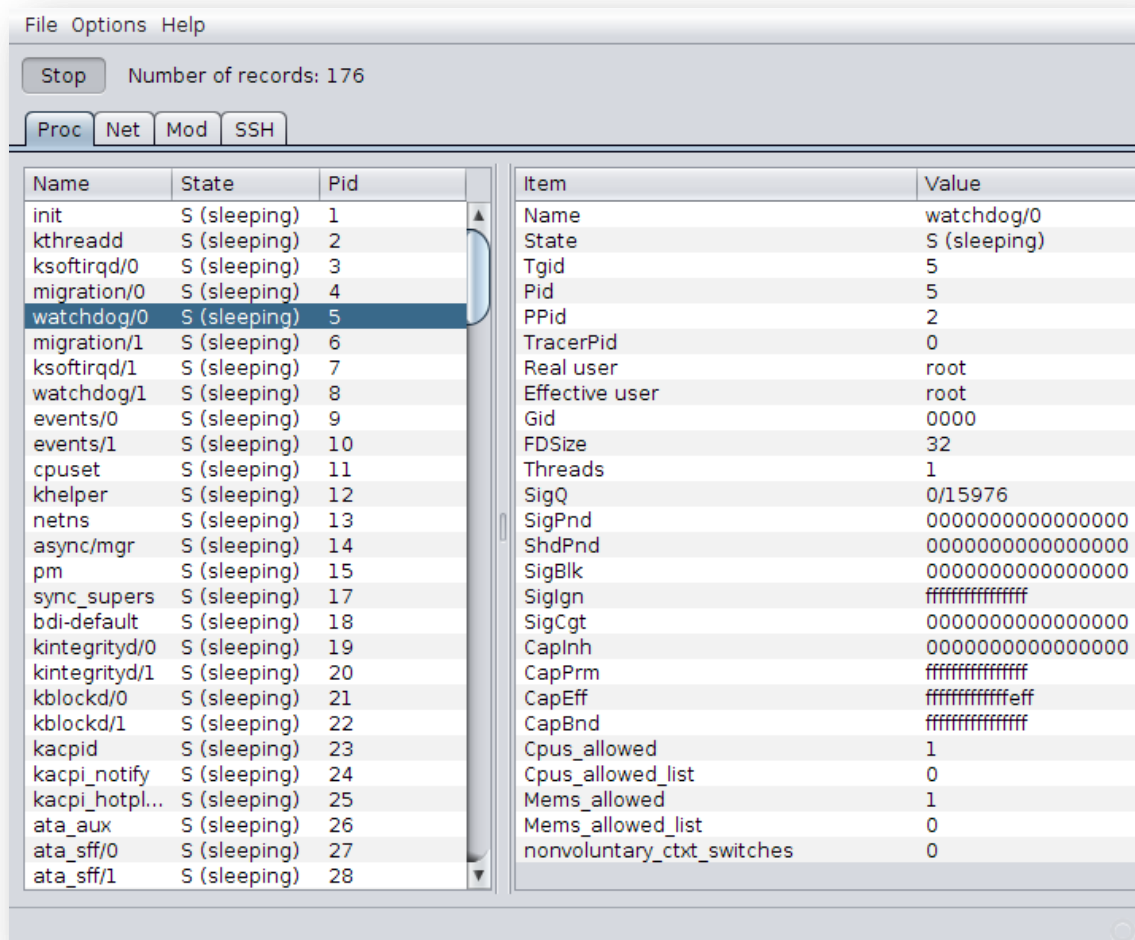 File Options Help
Stop Number of records: 176
Proc Net Mod SSH
Name State Pid
init S (sleeping) 1
kthreadd S (sleeping) 2
ksoftirqd/0 S (sleeping) 3
migration/0 S (sleeping) 4
watchdog/0 S (sleeping) 5
migration/1 S (sleeping) 6
ksoftirqd/1 S (sleeping) 7
watchdog/1 S (sleeping) 8
events/0 S (sleeping) 9
events/1 S (sleeping) 10
cpuset S (sleeping) 11
khelper S (sleeping) 12
netns S (sleeping) 13
async/mgr S (sleeping) 14
pm S (sleeping) 15
sync_supers S (sleeping) 17
bdi-default S (sleeping) 18
kintegrityd/0 S (sleeping) 19
kintegrityd/1 S (sleeping) 20
kblockd/0 S (sleeping) 21
kblockd/1 S (sleeping) 22
kacpid S (sleeping) 23
kacpi_notify S (sleeping) 24
kacpi_hotpl... S (sleeping) 25
ata_aux S (sleeping) 26
ata_sff/0 S (sleeping) 27
ata_sff/1 S (sleeping) 28
Item Value
Name watchdog/0
State S (sleeping)
Tgid 5
Pid 5
PPid 2
TracerPid 0
Real user root
Effective user root
Gid 0000
FDSize 32
Threads 1
SigQ 0/15976
SigPnd 0000000000000000
ShdPnd 0000000000000000
SigBlk 0000000000000000
SigIgn ffffffffffffffff
SigCgt 0000000000000000
CapInh 0000000000000000
CapPrm ffffffffffffffff
CapEff fffffffffffffeff
CapBnd ffffffffffffffff
Cpus_allowed 1
Cpus_allowed_list 0
Mems_allowed 1
Mems_allowed_list 0
nonvoluntary_ctxt_switches 0